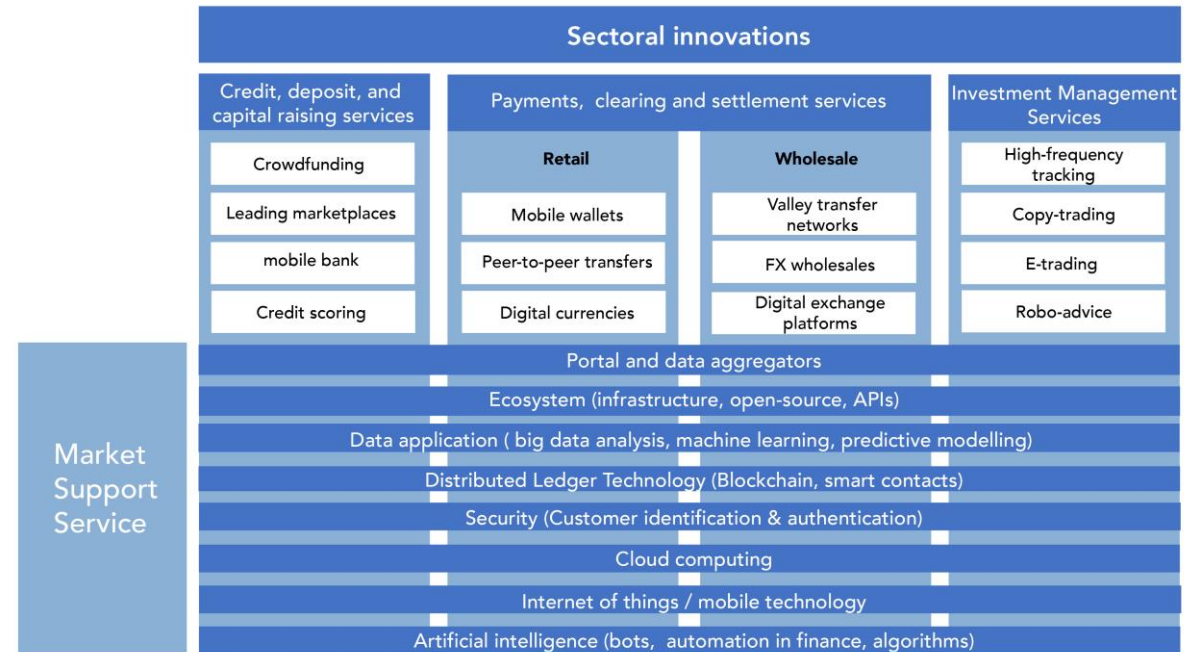 Sectoral innovations
Credit, deposit, and
capital raising services
Crowdfunding
Leading marketplaces
mobile bank
Credit scoring
Payments, clearing and settlement services
Retail
Mobile wallets
Peer-to-peer transfers
Digital currencies
Wholesale
Valley transfer
networks
FX wholesales
Digital exchange
platforms
Investment Management
Services
High-frequency
tracking
Copy-trading
E-trading
Robo-advice
Market
Support
Service
Portal and data aggregators
Ecosystem (infrastructure, open-source, APIs)
Data application ( big data analysis, machine learning, predictive modelling)
Distributed Ledger Technology (Blockchain, smart contacts)
Security (Customer identification & authentication)
Cloud computing
Internet of things / mobile technology
Artificial intelligence (bots, automation in finance, algorithms)